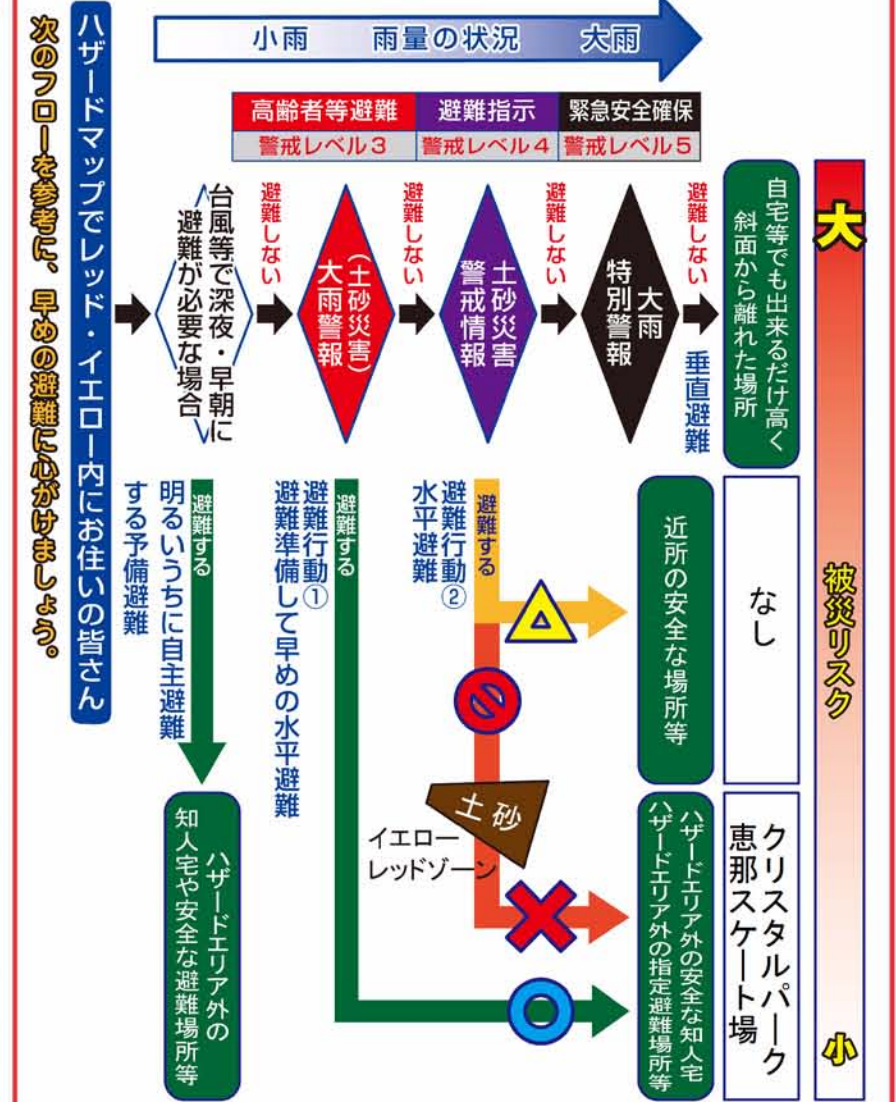 ハザードマップでレッド・イエロー内にお住いの皆さん
次のフローを参考に、早めの避難に心がけましょう。
小雨 雨量の状況 大雨
高齢者等避難 避難指示 緊急安全確保
警戒レベル3 警戒レベル4 警戒レベル5
台風等で深夜・早朝に
避難が必要な場合
避難しない
(土砂災害)
大雨警報
避難しない
土砂災害
警戒情報
避難しない
大雨
特別警報
避難しない
垂直避難
自宅等でも出来るだけ高く
斜面から離れた場所
避難する
明るいうちに自主避難
する予備避難
ハザードエリア外の
知人宅や安全な避難場所等
避難する
避難行動①
避難準備して早めの水平避難
避難する
避難行動②
水平避難
土砂
イエロー
レッドゾーン
近所の安全な場所等
なし
ハザードエリア外の安全な知人宅
ハザードエリア外の指定避難場所等
クリスタルパーク
恵那スケート場
大
被災リスク
小